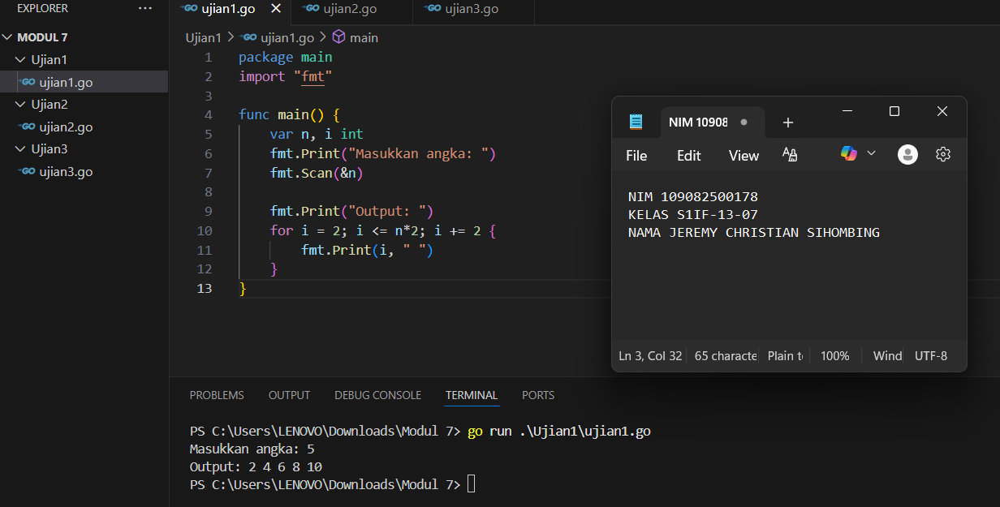 EXPLORER ···
MODUL 7
Ujian1
ujian1.go
Ujian2
ujian2.go
Ujian3
ujian3.go
ujian1.go ujian2.go ujian3.go
Ujian1 > ujian1.go > main
1 package main
2 import "fmt"
3
4 func main() {
5 var n, i int
6 fmt.Print("Masukkan angka: ")
7 fmt.Scan(&n)
8
9 fmt.Print("Output: ")
10 for i = 2; i <= n*2; i += 2 {
11 fmt.Print(i, " ")
12 }
13 }
NIM 10908
File Edit View
NIM 109082500178
KELAS S1IF-13-07
NAMA JEREMY CHRISTIAN SIHOMBING
Ln 3, Col 32 65 characte Plain t 100% Wind UTF-8
PROBLEMS OUTPUT DEBUG CONSOLE TERMINAL PORTS
PS C:\Users\LENOVO\Downloads\Modul 7> go run .\Ujian1\ujian1.go
Masukkan angka: 5
Output: 2 4 6 8 10
PS C:\Users\LENOVO\Downloads\Modul 7>